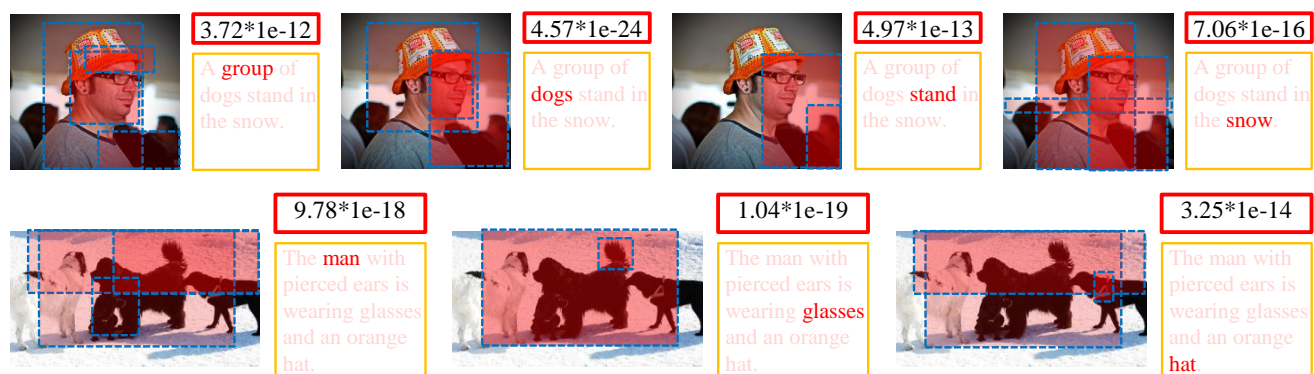 3.72*1e-12
A group of
dogs stand in
the snow.
4.57*1e-24
A group of
dogs stand in
the snow.
4.97*1e-13
A group of
dogs stand in
the snow.
7.06*1e-16
A group of
dogs stand in
the snow.
9.78*1e-18
The man with
pierced ears is
wearing glasses
and an orange
hat.
1.04*1e-19
The man with
pierced ears is
wearing glasses
and an orange
hat.
3.25*1e-14
The man with
pierced ears is
wearing glasses
and an orange
hat.